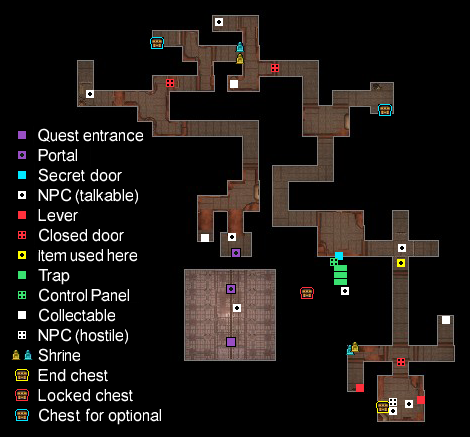 Quest entrance
Portal
Secret door
NPC (talkable)
Lever
Closed door
Item used here
Trap
Control Panel
Collectable
NPC (hostile)
Shrine
End chest
Locked chest
Chest for optional